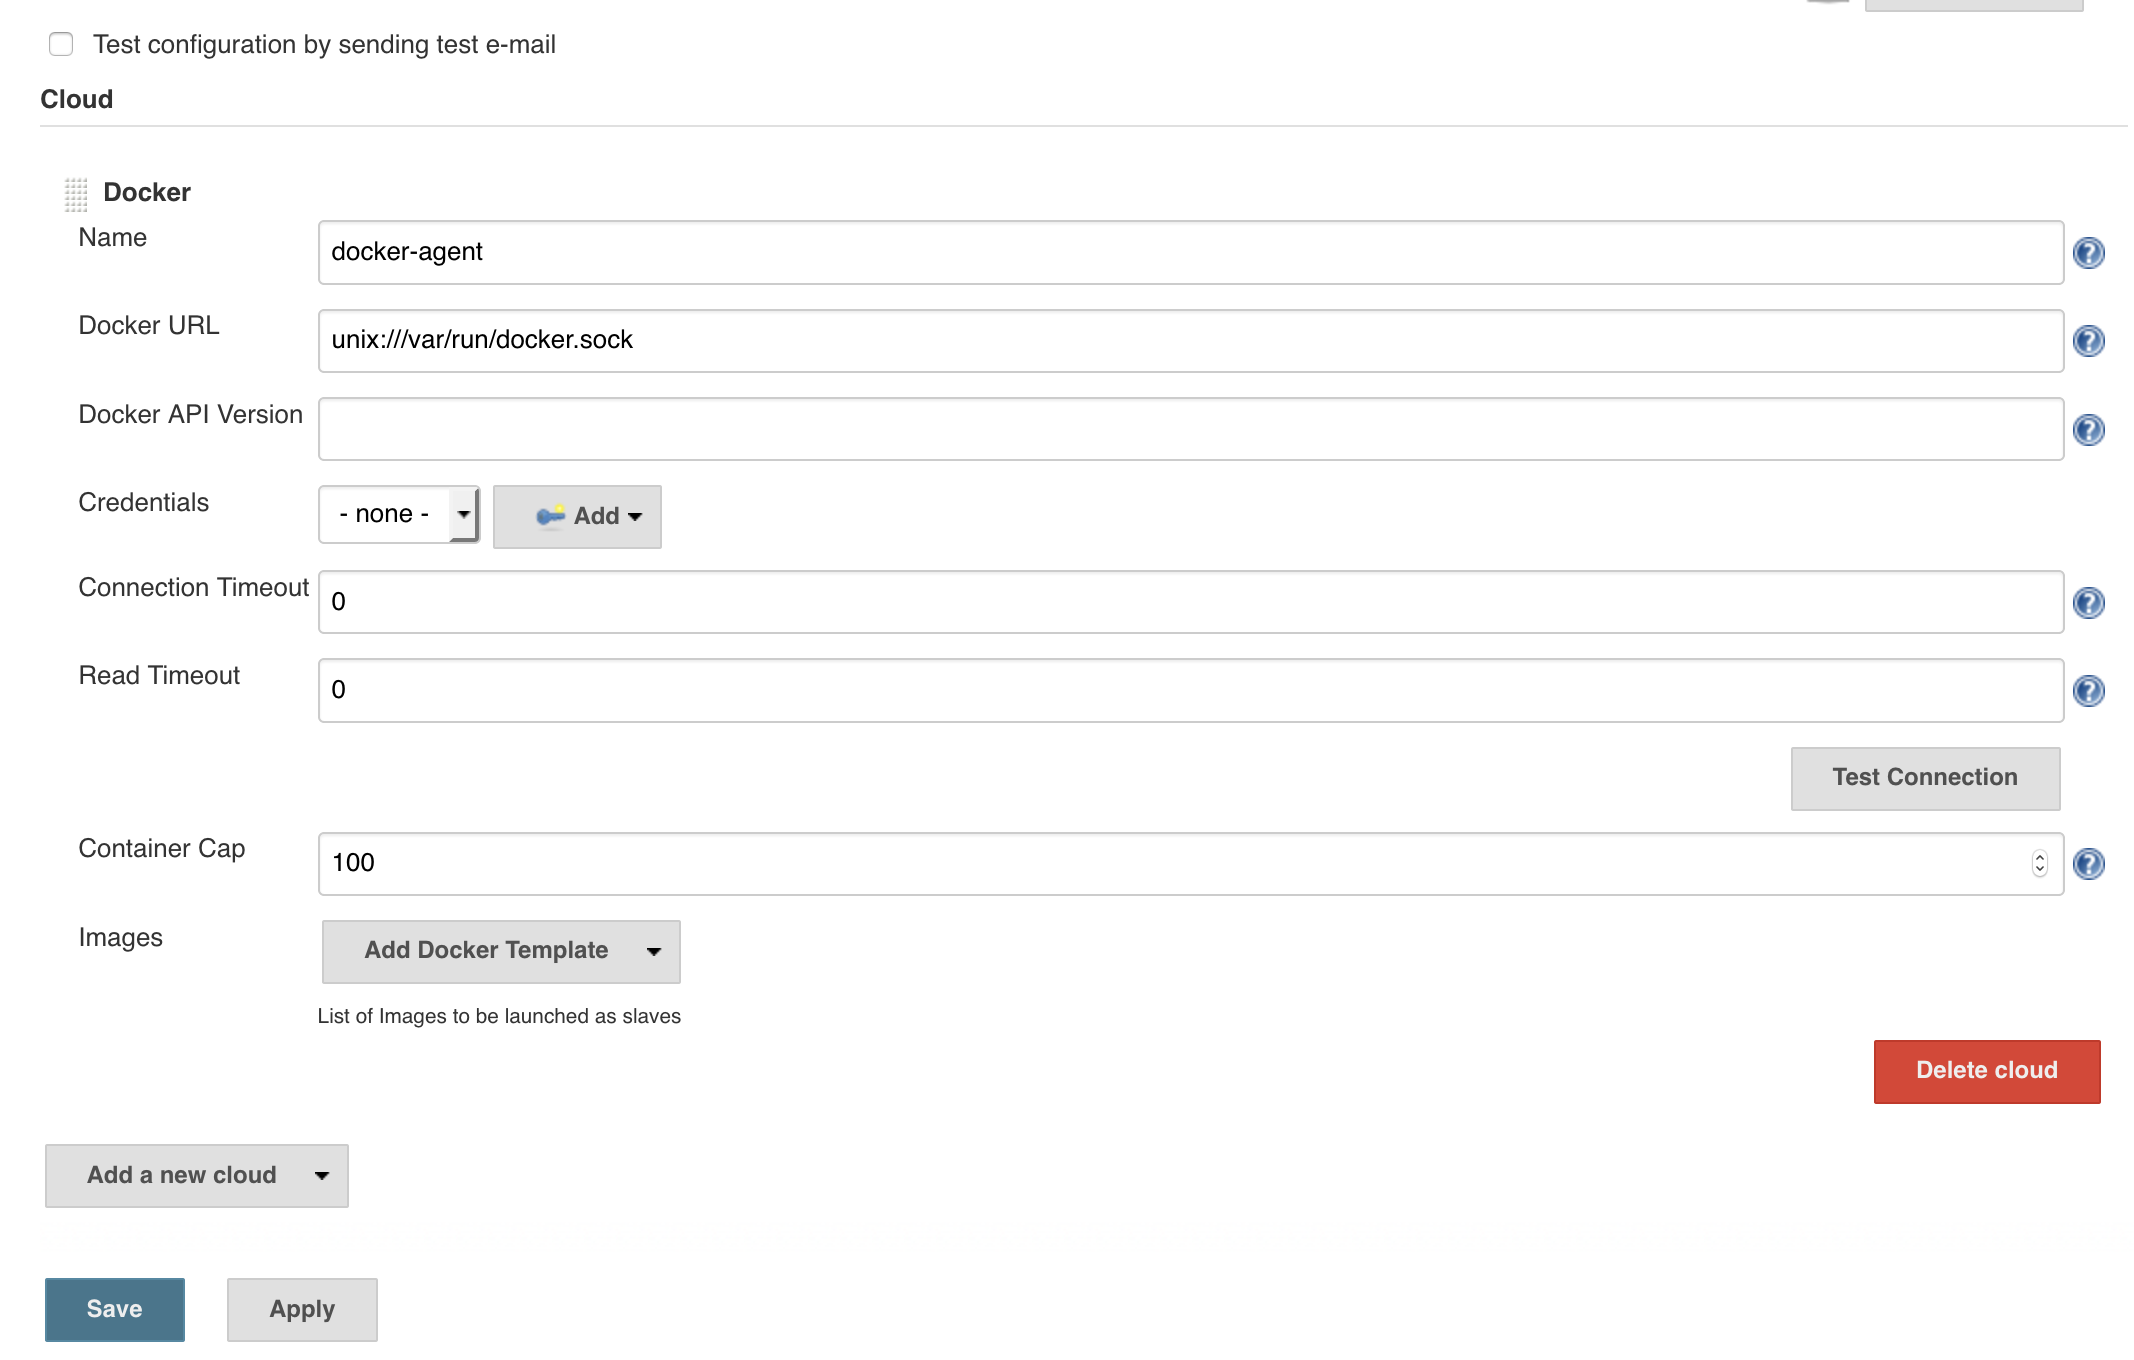 Test configuration by sending test e-mail
Cloud
Docker
Name
docker-agent
Docker URL
unix:///var/run/docker.sock
Docker API Version
Credentials
- none -
Add
Connection Timeout
0
Read Timeout
0
Test Connection
Container Cap
100
Images
Add Docker Template
List of Images to be launched as slaves
Delete cloud
Add a new cloud
Save
Apply